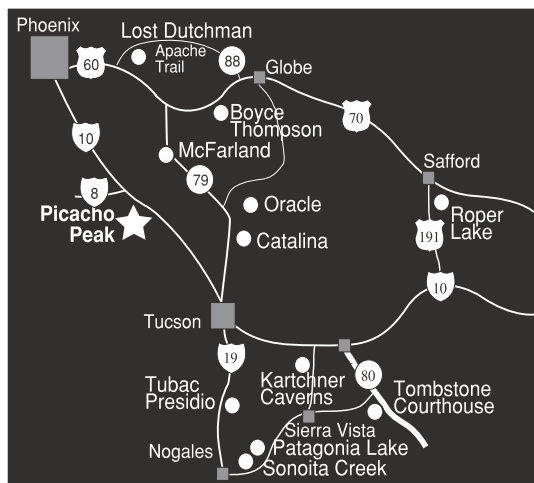 Phoenix
Lost Dutchman
Apache
Trail
60
88
Globe
Boyce
Thompson
70
10
McFarland
79
Safford
8
Picacho
Peak
Oracle
Catalina
Roper
Lake
191
10
Tucson
19
Kartchner
Caverns
80
Tubac
Presidio
Tombstone
Courthouse
Sierra Vista
Nogales
Patagonia Lake
Sonoita Creek